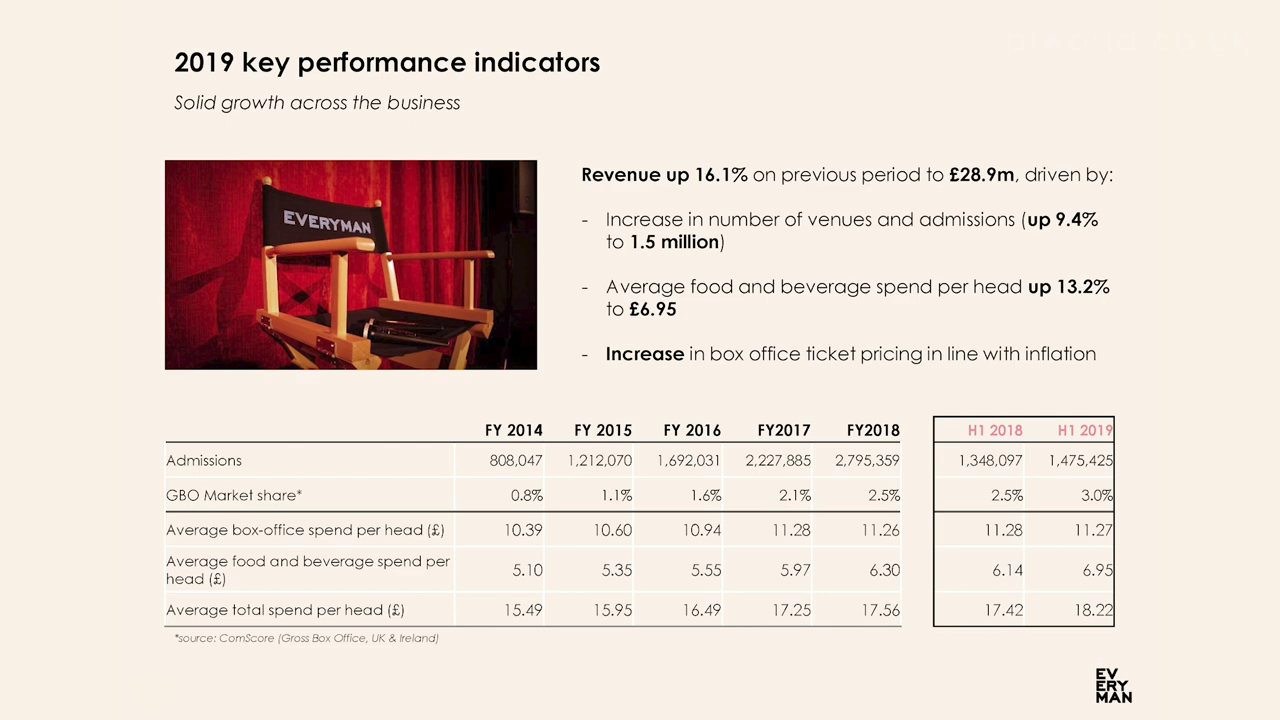 2019 key performance indicators
Solid growth across the business
EVERYMAN
Revenue up 16.1% on previous period to £28.9m, driven by:
- Increase in number of venues and admissions (up 9.4%
to 1.5 million)
- Average food and beverage spend per head up 13.2%
to £6.95
- Increase in box office ticket pricing in line with inflation
FY 2014 FY 2015 FY 2016 FY2017 FY2018 H1 2018 H1 2019
Admissions 808,047 1,212,070 1,692,031 2,227,885 2,795,359 1,348,097 1,475,425
GBO Market share* 0.8% 1.1% 1.6% 2.1% 2.5% 2.5% 3.0%
Average box-office spend per head (£) 10.39 10.60 10.94 11.28 11.26 11.28 11.27
Average food and beverage spend per
head (£) 5.10 5.35 5.55 5.97 6.30 6.14 6.95
Average total spend per head (£) 15.49 15.95 16.49 17.25 17.56 17.42 18.22
*source: ComScore (Gross Box Office, UK & Ireland)
EV
ERY
MAN